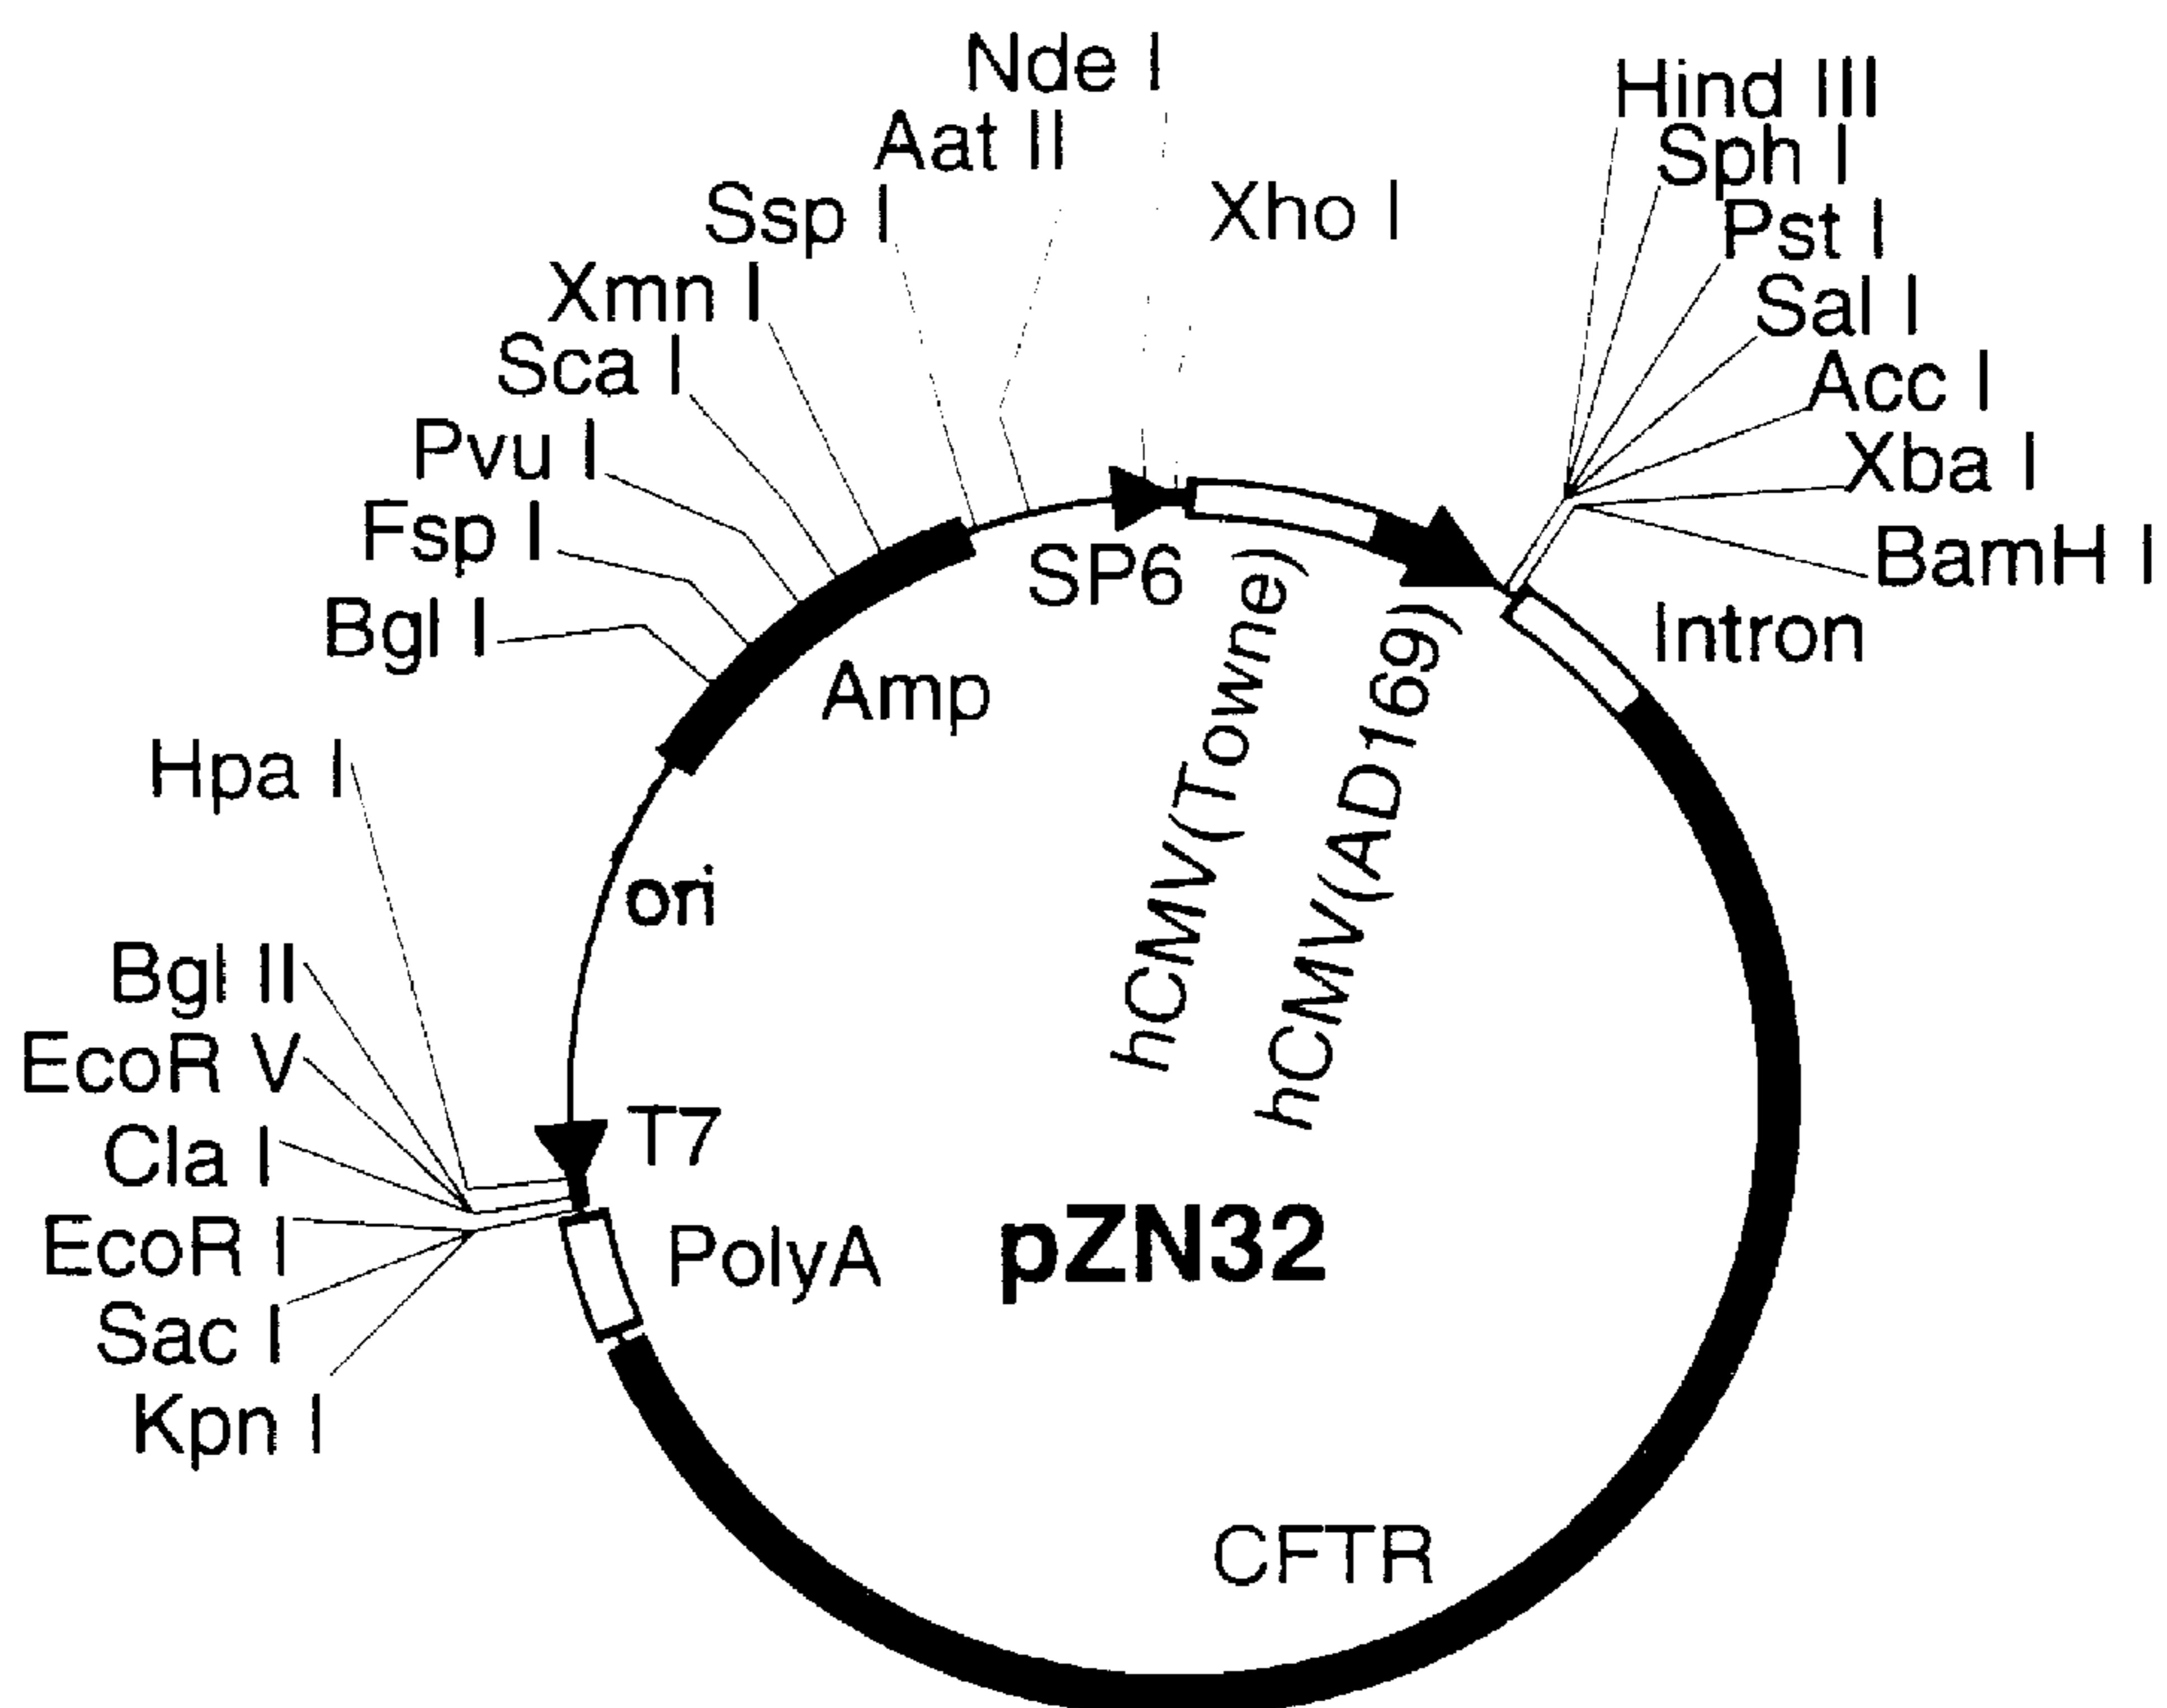 Nde I
Aat II
Ssp I
Xmn I
Sca I
Pvu I
Fsp I
Bgl I
Hpa I
Bgl II
EcoR V
Cla I
EcoR I
Sac I
Kpn I
Xho I
Hind III
Sph I
Pst I
Sal I
Acc I
Xba I
BamH I
Intron
SP6
Amp
ori
T7
PolyA
hCMV(Towne)
hCMV(AD169))
pZN32
CFTR